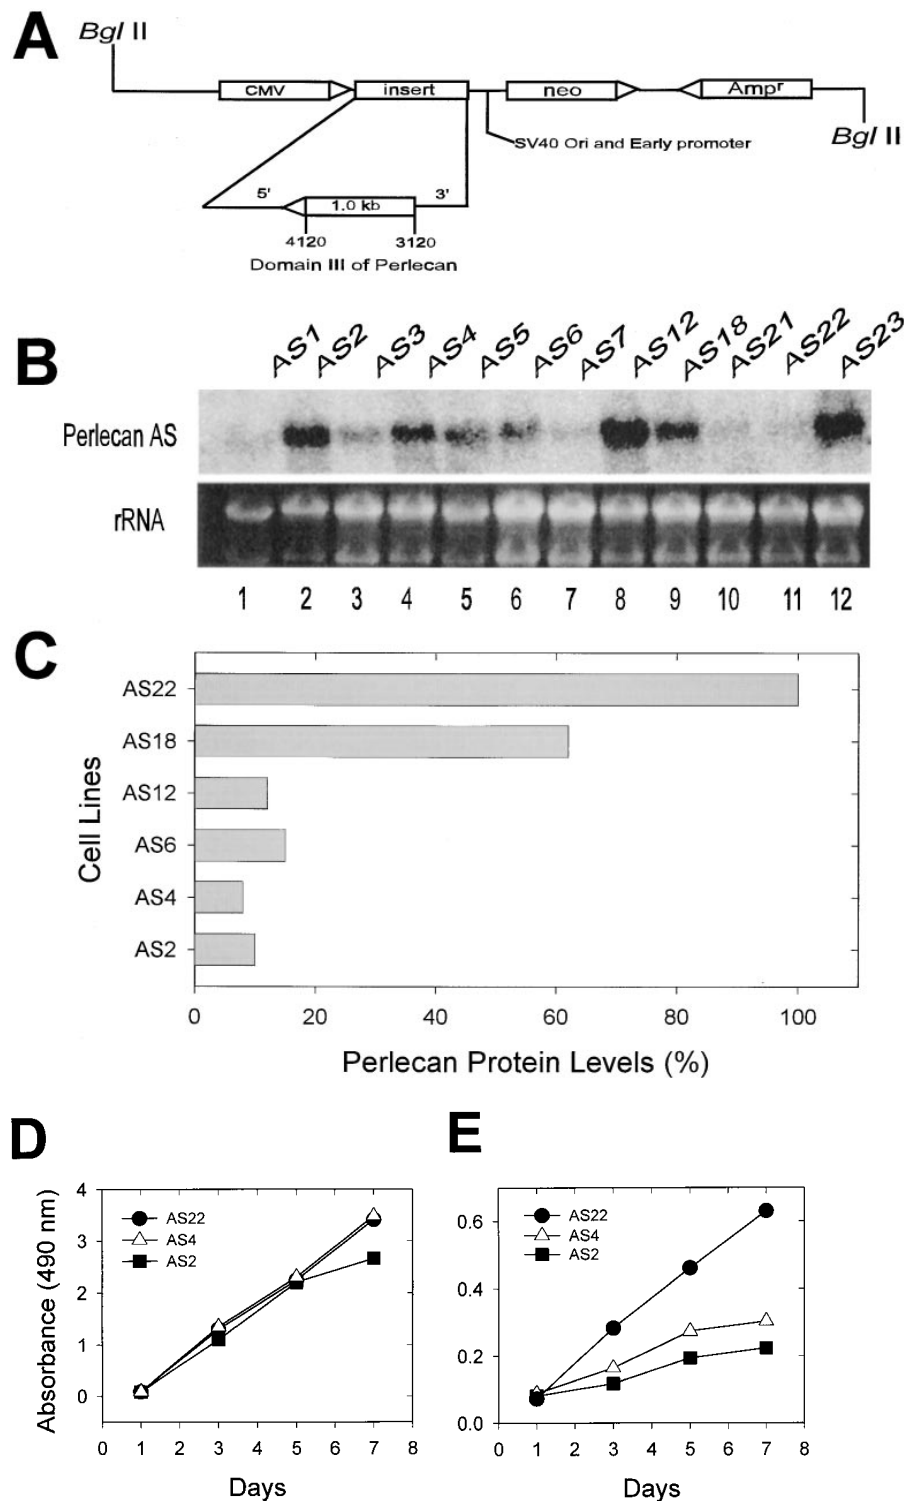 A
Bgl II
CMV insert neo Ampr
SV40 Ori and Early promoter
Bgl II
5' 3'
1.0 kb
4120 3120
Domain III of Perlecan
B
AS1 AS2 AS3 AS4 AS5 AS6 AS7 AS12 AS18 AS21 AS22 AS23
Perlecan AS
rRNA
1 2 3 4 5 6 7 8 9 10 11 12
C
Cell Lines
AS22
AS18
AS12
AS6
AS4
AS2
0 20 40 60 80 100
Perlecan Protein Levels (%)
D
Absorbance (490 nm)
4
3
2
1
0
AS22
AS4
AS2
0 1 2 3 4 5 6 7 8
Days
E
0.6
0.4
0.2
0.0
AS22
AS4
AS2
0 1 2 3 4 5 6 7 8
Days